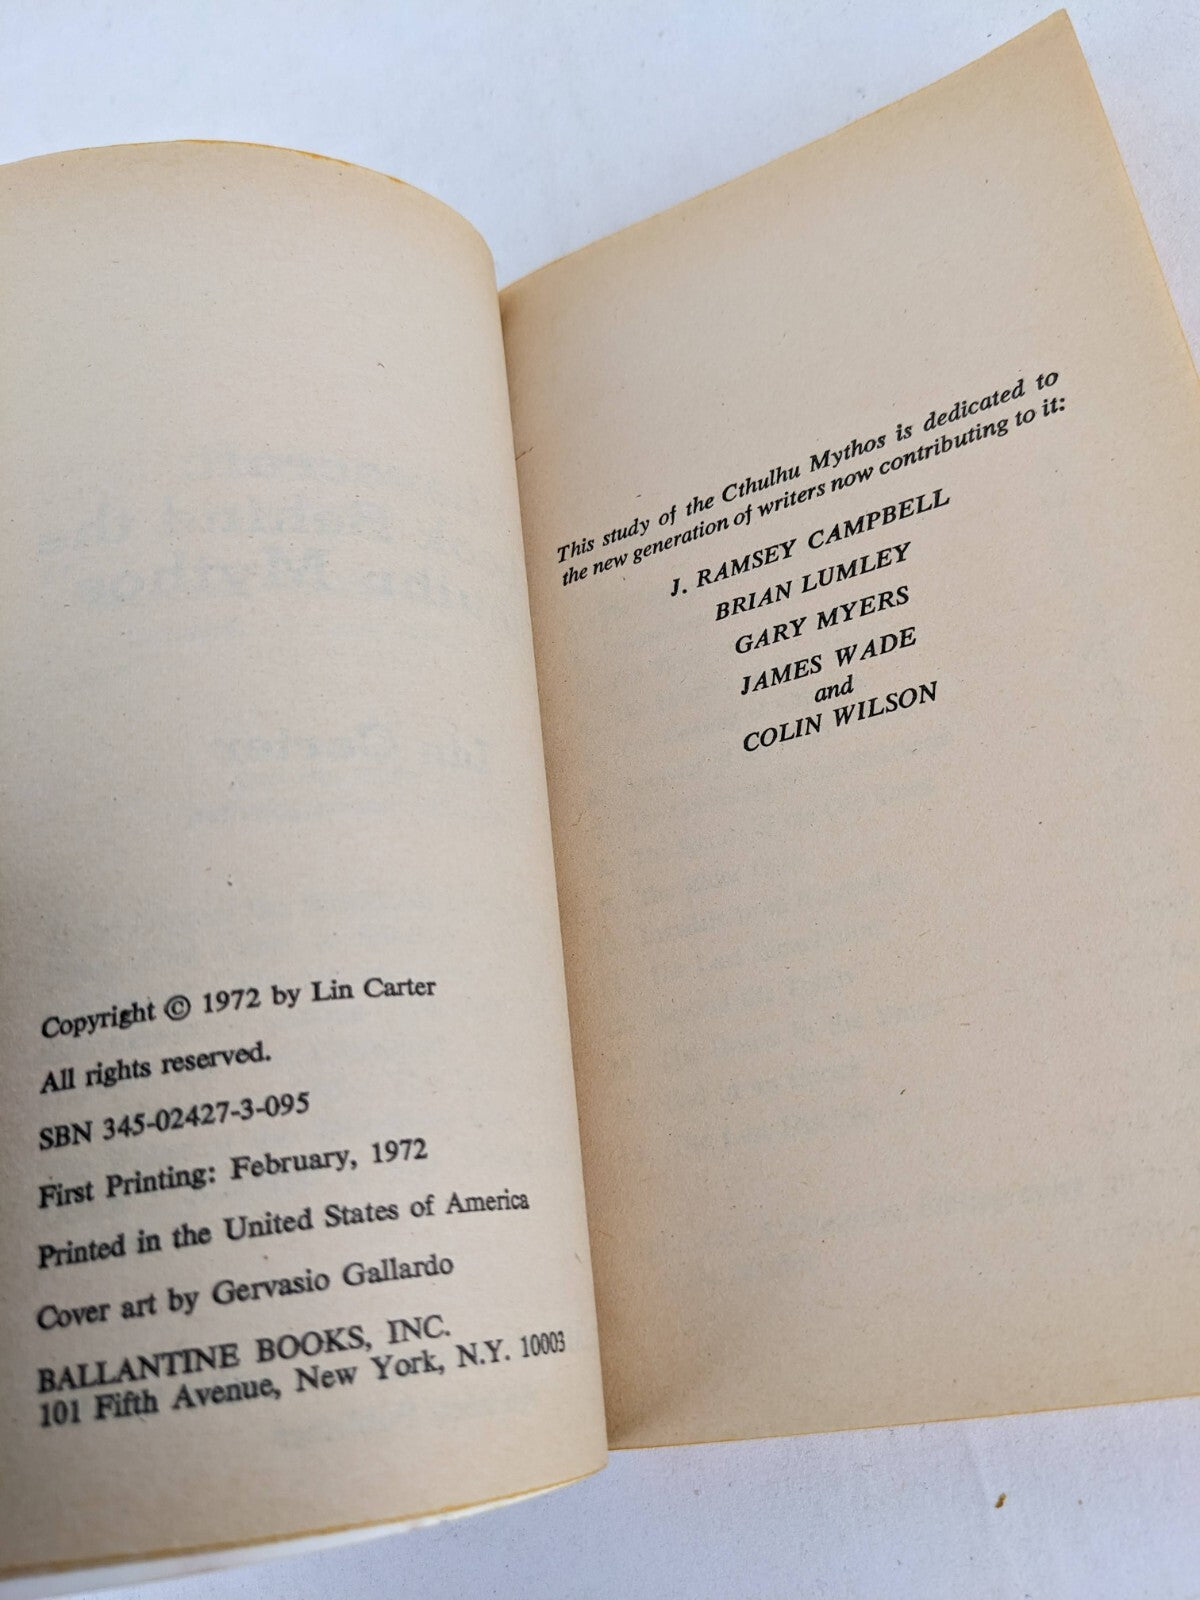 Copyright © 1972 by Lin Carter
All rights reserved.
SBN 345-02427-3-095
First Printing: February, 1972
Printed in the United States of America
Cover art by Gervasio Gallardo
BALLANTINE BOOKS, INC.
101 Fifth Avenue, New York, N.Y. 10003
This study of the Cthulhu Mythos is dedicated to
the new generation of writers now contributing to it:
J. RAMSEY CAMPBELL
BRIAN LUMLEY
GARY MYERS
JAMES WADE
and
COLIN WILSON